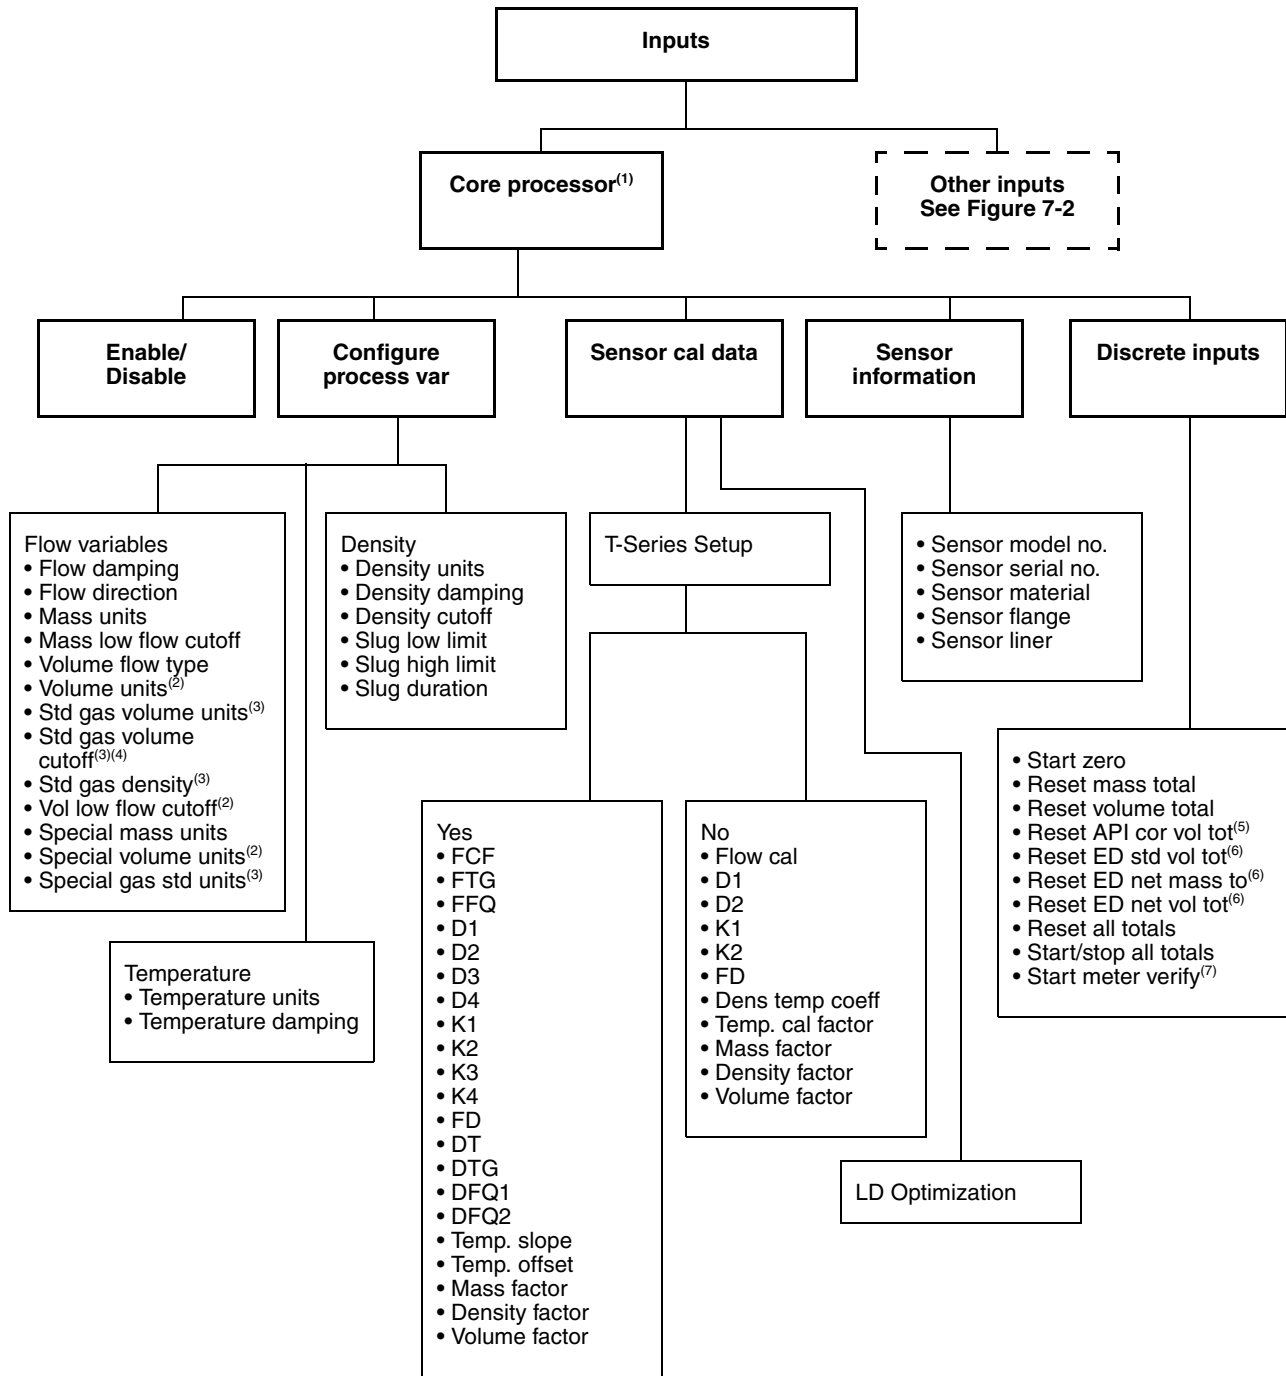 Inputs
Core processor(1)
Other inputs
See Figure 7-2
Enable/
Disable
Configure
process var
Sensor cal data
Sensor
information
Discrete inputs
Flow variables
• Flow damping
• Flow direction
• Mass units
• Mass low flow cutoff
• Volume flow type
• Volume units(2)
• Std gas volume units(3)
• Std gas volume
cutoff(3)(4)
• Std gas density(3)
• Vol low flow cutoff(2)
• Special mass units
• Special volume units(2)
• Special gas std units(3)
Density
• Density units
• Density damping
• Density cutoff
• Slug low limit
• Slug high limit
• Slug duration
T-Series Setup
• Sensor model no.
• Sensor serial no.
• Sensor material
• Sensor flange
• Sensor liner
• Start zero
• Reset mass total
• Reset volume total
• Reset API cor vol tot(5)
• Reset ED std vol tot(6)
• Reset ED net mass to(6)
• Reset ED net vol tot(6)
• Reset all totals
• Start/stop all totals
• Start meter verify(7)
Temperature
• Temperature units
• Temperature damping
Yes
• FCF
• FTG
• FFQ
• D1
• D2
• D3
• D4
• K1
• K2
• K3
• K4
• FD
• DT
• DTG
• DFQ1
• DFQ2
• Temp. slope
• Temp. offset
• Mass factor
• Density factor
• Volume factor
No
• Flow cal
• D1
• D2
• K1
• K2
• FD
• Dens temp coeff
• Temp. cal factor
• Mass factor
• Density factor
• Volume factor
LD Optimization